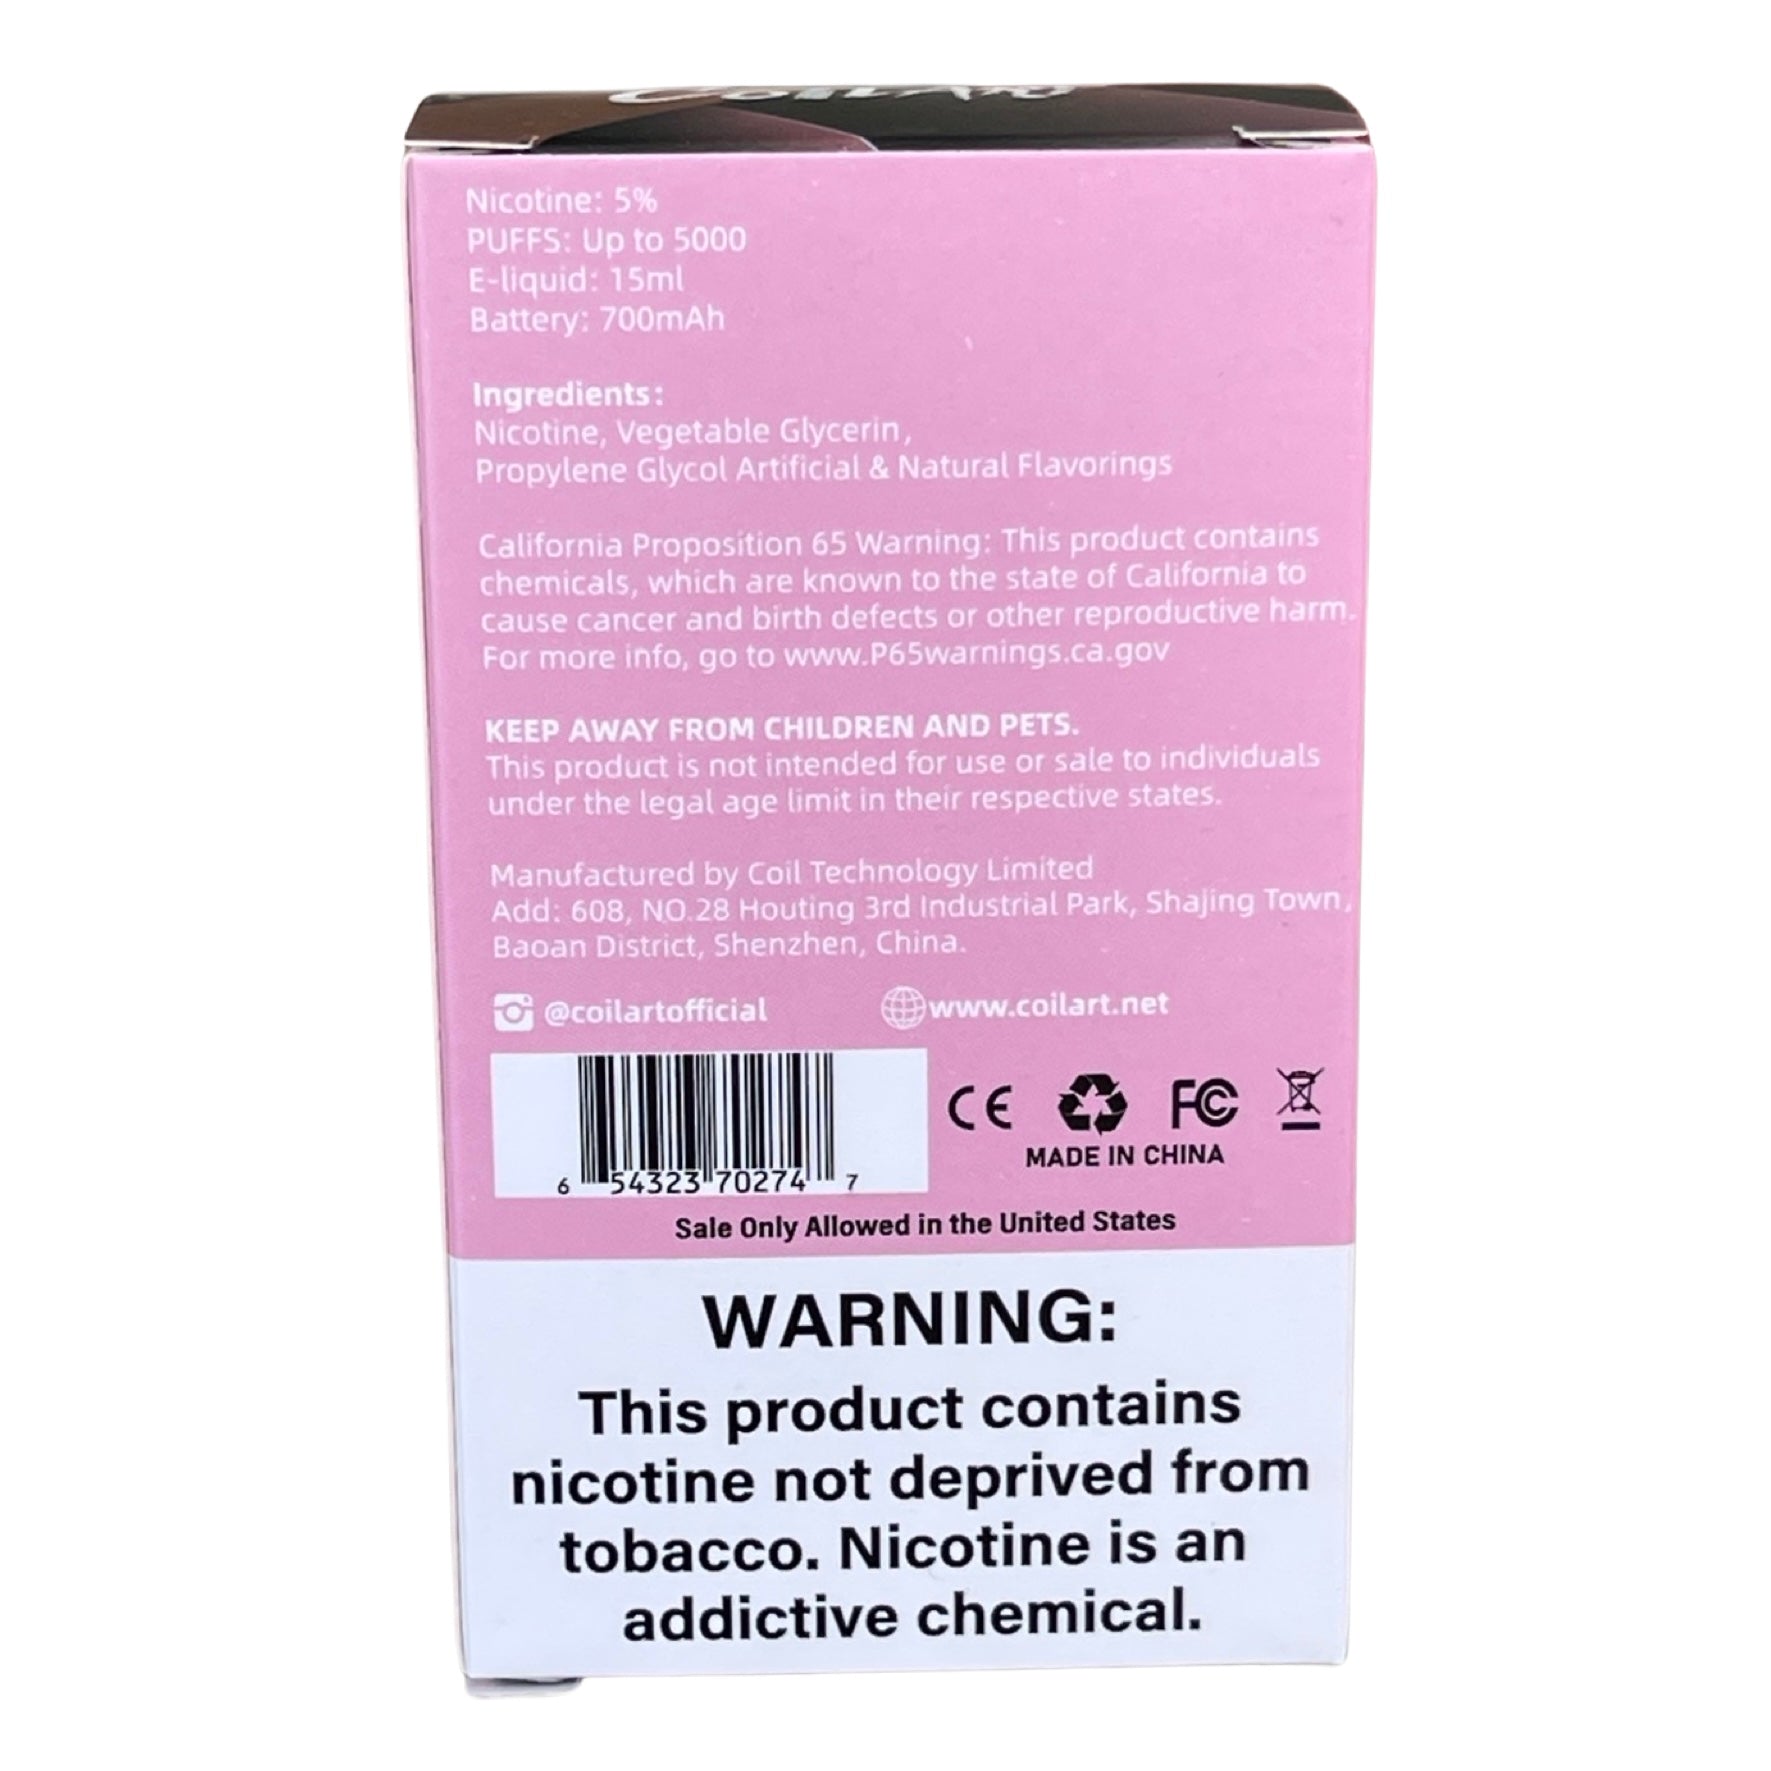 CoilART
Nicotine: 5%
PUFFS: Up to 5000
E-liquid: 15ml
Battery: 700mAh
Ingredients:
Nicotine, Vegetable Glycerin,
Propylene Glycol Artificial & Natural Flavorings
California Proposition 65 Warning: This product contains
chemicals, which are known to the state of California to
cause cancer and birth defects or other reproductive harm.
For more info, go to www.P65warnings.ca.gov
KEEP AWAY FROM CHILDREN AND PETS.
This product is not intended for use or sale to individuals
under the legal age limit in their respective states.
Manufactured by Coil Technology Limited
Add: 608, NO.28 Houting 3rd Industrial Park, Shajing Town,
Baoan District, Shenzhen, China.
@coilartofficial www.coilart.net
6 54323 70274 7
CE FC
MADE IN CHINA
Sale Only Allowed in the United States
WARNING:
This product contains
nicotine not deprived from
tobacco. Nicotine is an
addictive chemical.